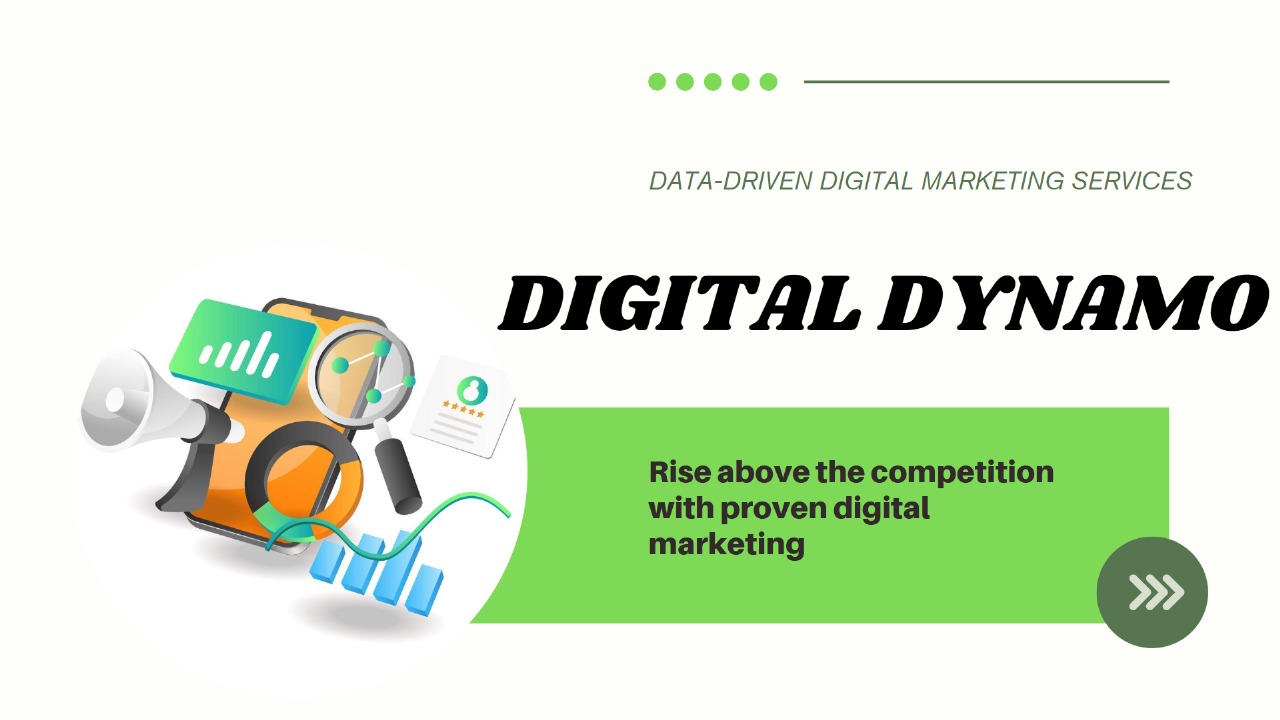 DATA-DRIVEN DIGITAL MARKETING SERVICES
DIGITAL DYNAMO
Rise above the competition
with proven digital
marketing